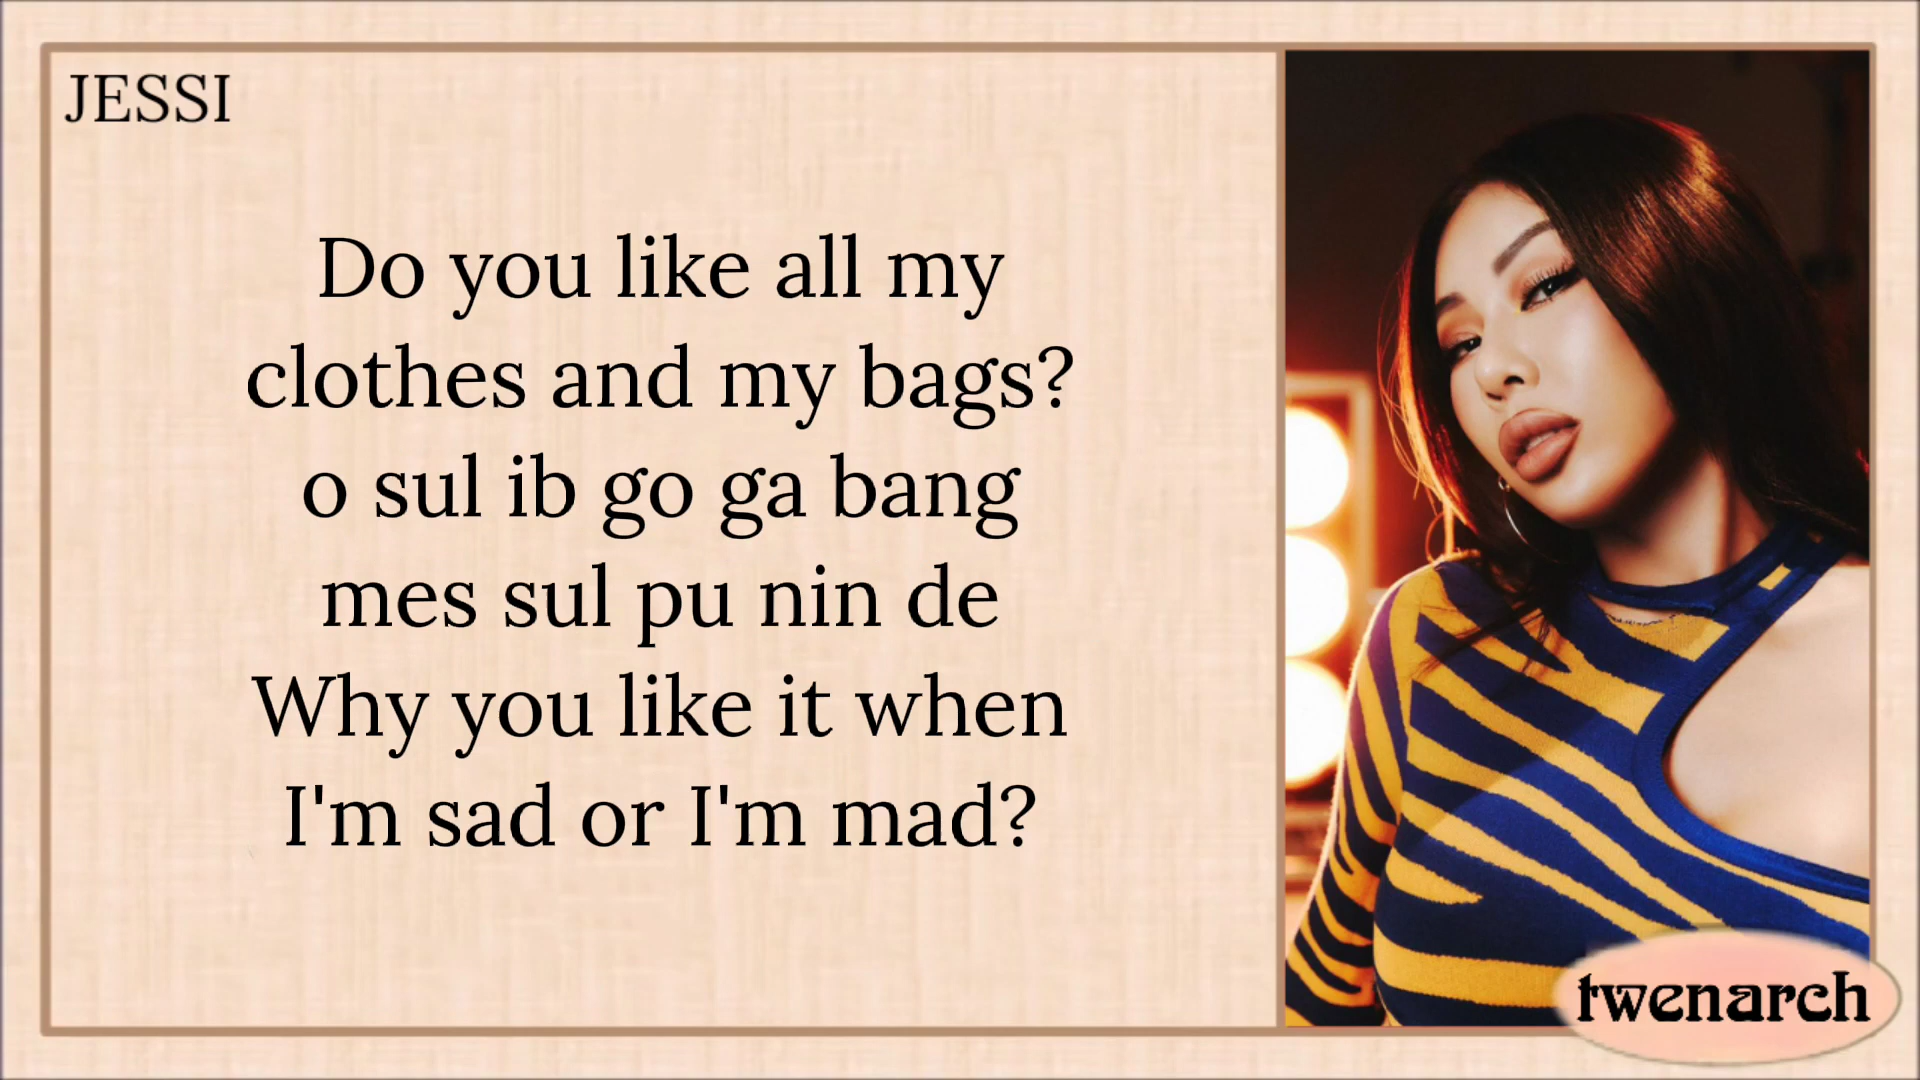 JESSI
Do you like all my
clothes and my bags?
o sul ib go ga bang
mes sul pu nin de
Why you like it when
I'm sad or I'm mad?
twenarch